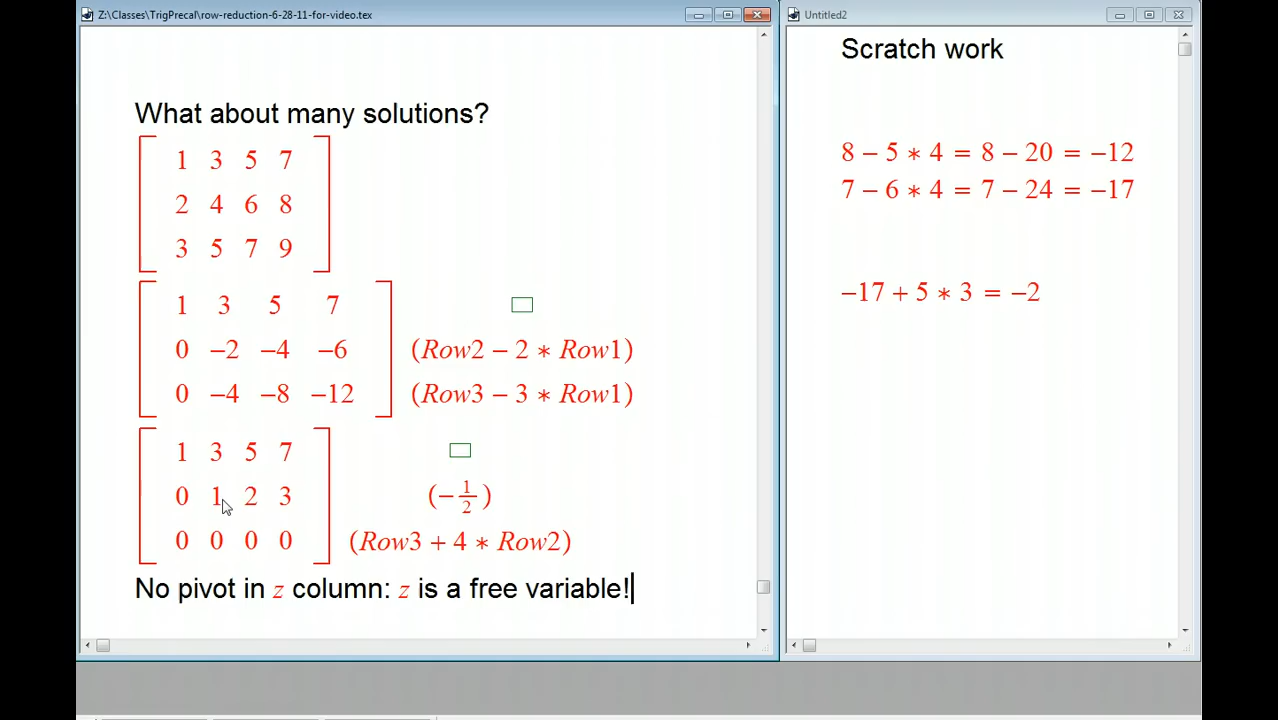 Z:\Classes\TrigPrecal\row-reduction-6-28-11-for-video.tex
What about many solutions?
1 3 5 7
2 4 6 8
3 5 7 9
1 3 5 7
0 −2 −4 −6 (Row2 − 2 ∗ Row1)
0 −4 −8 −12 (Row3 − 3 ∗ Row1)
1 3 5 7
0 1 2 3 (−1/2)
0 0 0 0 (Row3 + 4 ∗ Row2)
No pivot in z column: z is a free variable!
Untitled2
Scratch work
8 − 5 ∗ 4 = 8 − 20 = −12
7 − 6 ∗ 4 = 7 − 24 = −17
−17 + 5 ∗ 3 = −2